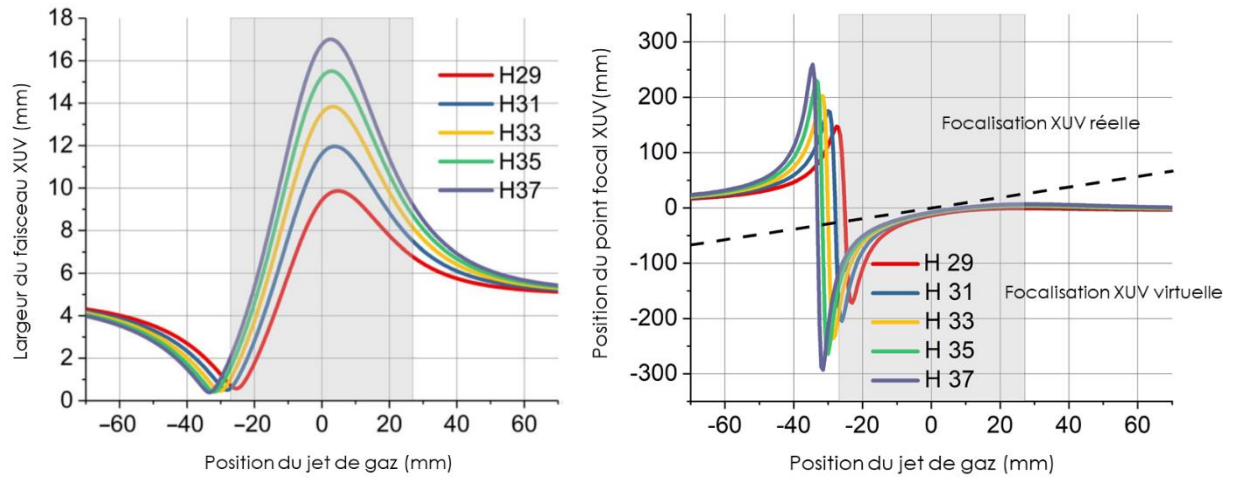 Largeur du faisceau XUV (mm)
18
16
14
12
10
8
6
4
2
0
H29
H31
H33
H35
H37
−60
−40
−20
0
20
40
60
Position du jet de gaz (mm)
Position du point focal XUV(mm)
300
200
100
0
-100
-200
-300
Focalisation XUV réelle
H 29
H 31
H 33
H 35
H 37
Focalisation XUV virtuelle
-60
-40
-20
0
20
40
60
Position du jet de gaz (mm)